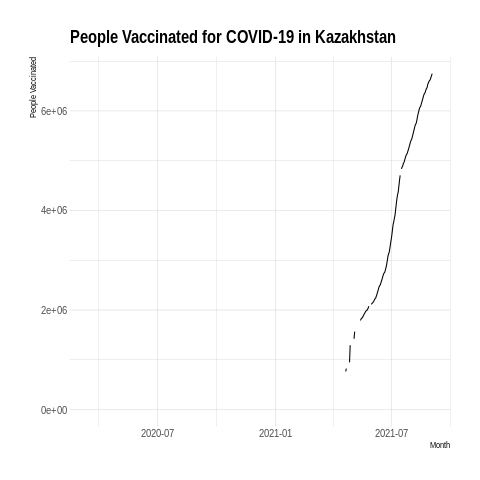 People Vaccinated for COVID-19 in Kazakhstan
People Vaccinated
6e+06
4e+06
2e+06
0e+00
2020-07 2021-01 2021-07
Month